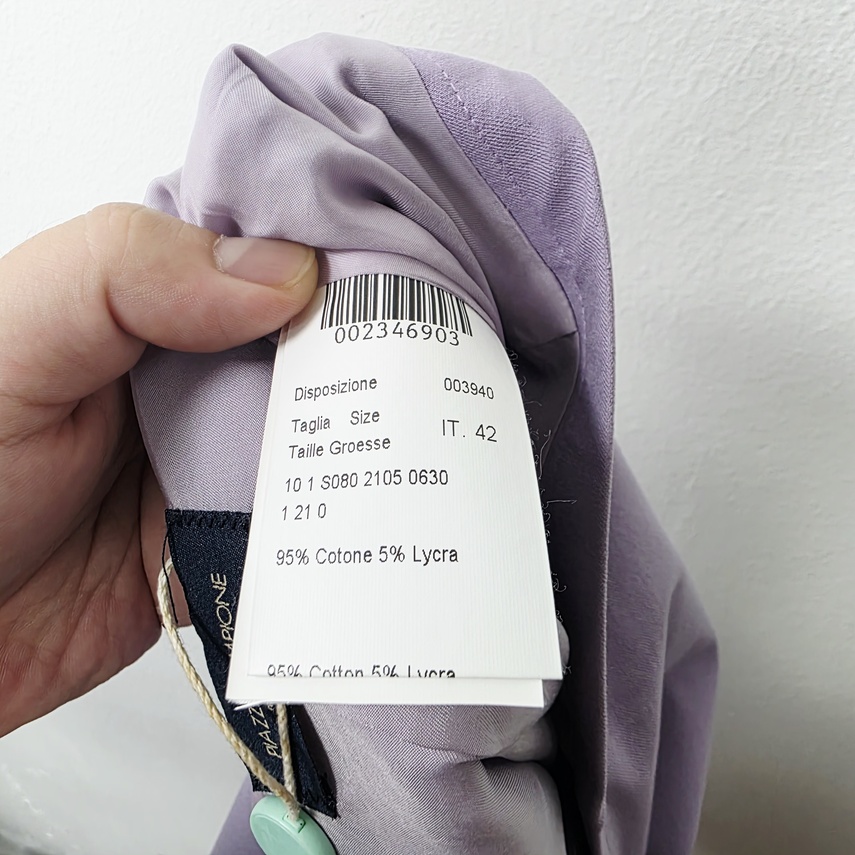 002346903
Disposizione 003940
Taglia Size
Taille Groesse IT. 42
10 1 S080 2105 0630
1 21 0
95% Cotone 5% Lycra
95% Cotton 5% Lycra